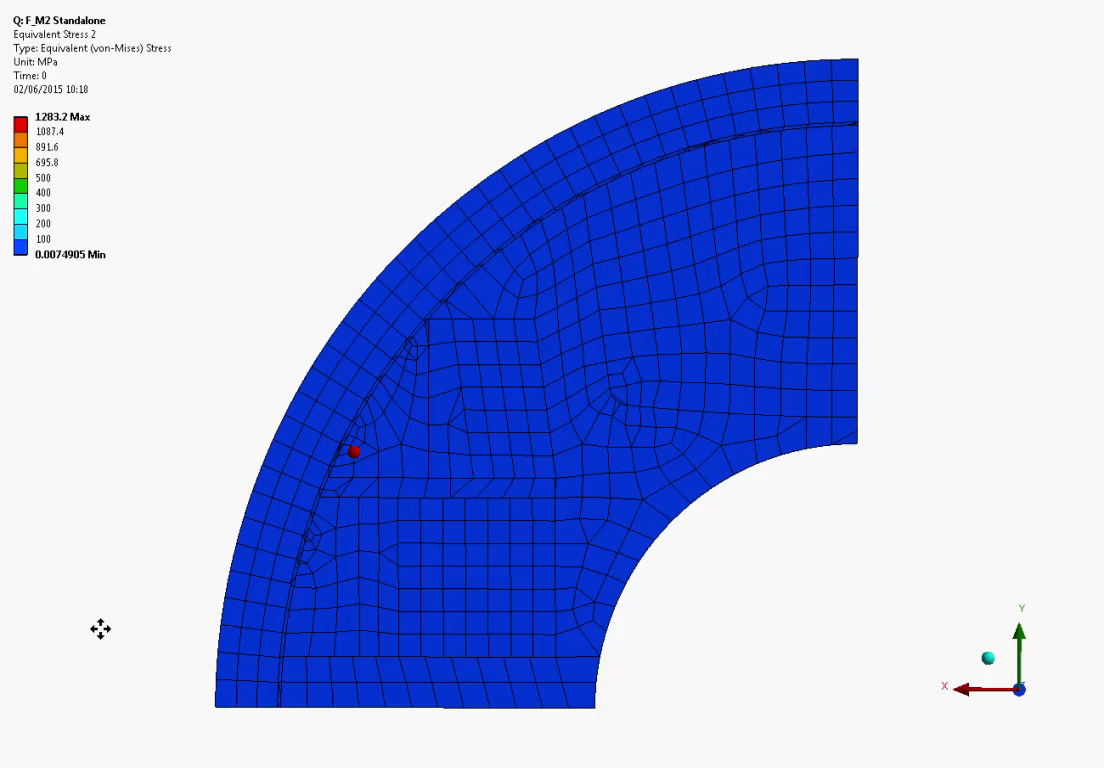 Q: F_M2 Standalone
Equivalent Stress 2
Type: Equivalent (von-Mises) Stress
Unit: MPa
Time: 0
02/06/2015 10:18
1283.2 Max
1087.4
891.6
695.8
500
400
300
200
100
0.0074905 Min
Y
X